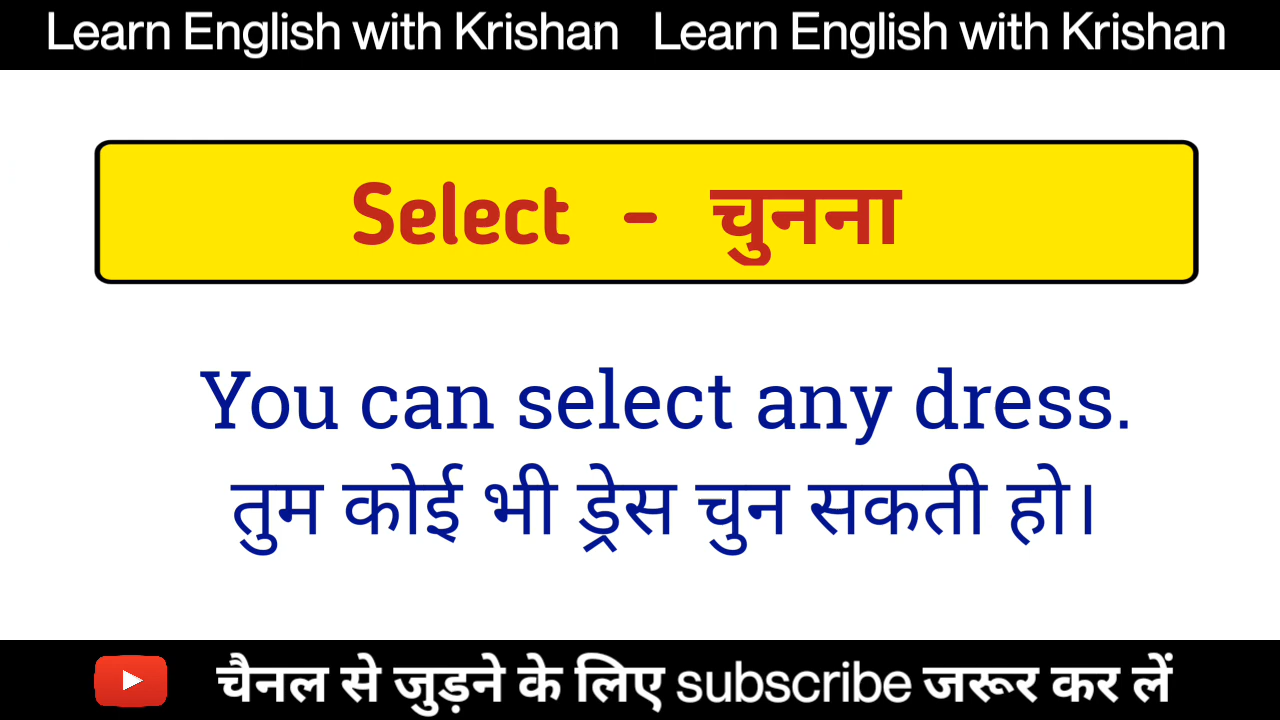 Learn English with Krishan   Learn English with Krishan
Select - चुनना
You can select any dress.
तुम कोई भी ड्रेस चुन सकती हो।
चैनल से जुड़ने के लिए subscribe जरूर कर लें